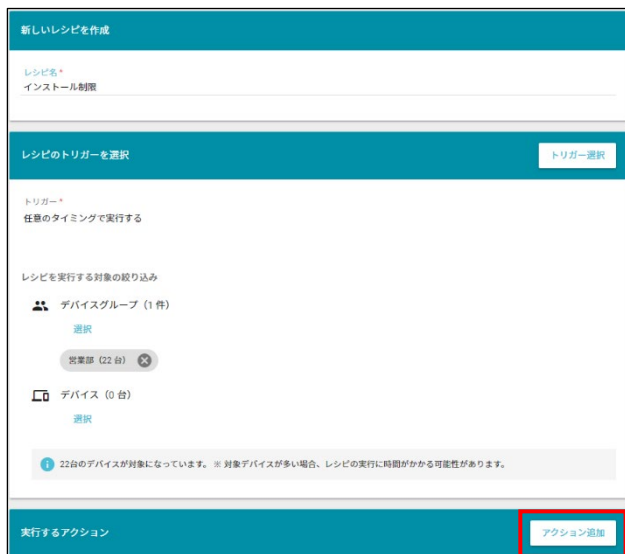 新しいレシピを作成
レシピ名*
インストール制限
レシピのトリガーを選択
トリガー選択
トリガー*
任意のタイミングで実行する
レシピを実行する対象の絞り込み
デバイスグループ（1 件）
選択
営業部（22 台）
デバイス（0 台）
選択
22台のデバイスが対象になっています。 ※ 対象デバイスが多い場合、レシピの実行に時間がかかる可能性があります。
実行するアクション
アクション追加